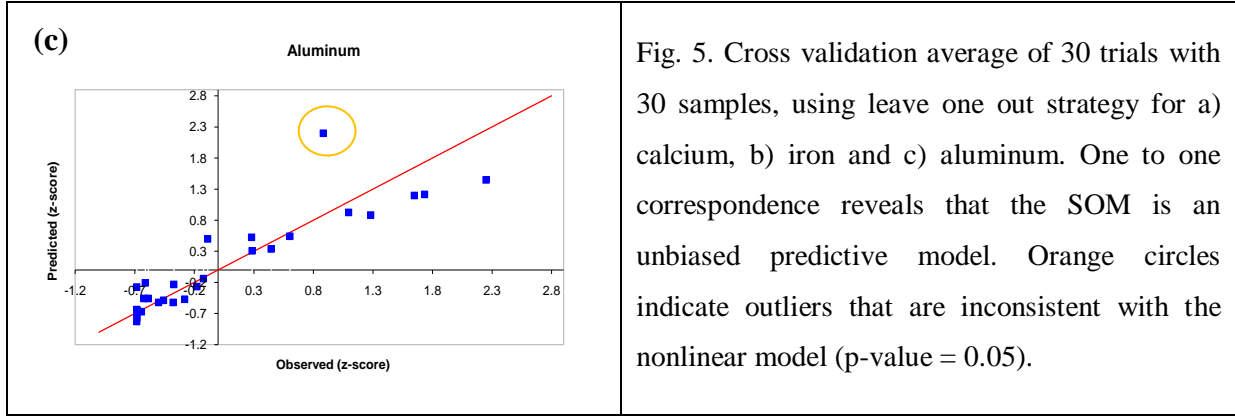 (c)
Aluminum
2.8
2.3
1.8
1.3
0.8
0.3
-0.2
-0.7
-1.2
-1.2 -0.7 -0.2 0.3 0.8 1.3 1.8 2.3 2.8
Predicted (z-score)
Observed (z-score)
Fig. 5. Cross validation average of 30 trials with
30 samples, using leave one out strategy for a)
calcium, b) iron and c) aluminum. One to one
correspondence reveals that the SOM is an
unbiased predictive model. Orange circles
indicate outliers that are inconsistent with the
nonlinear model (p-value = 0.05).